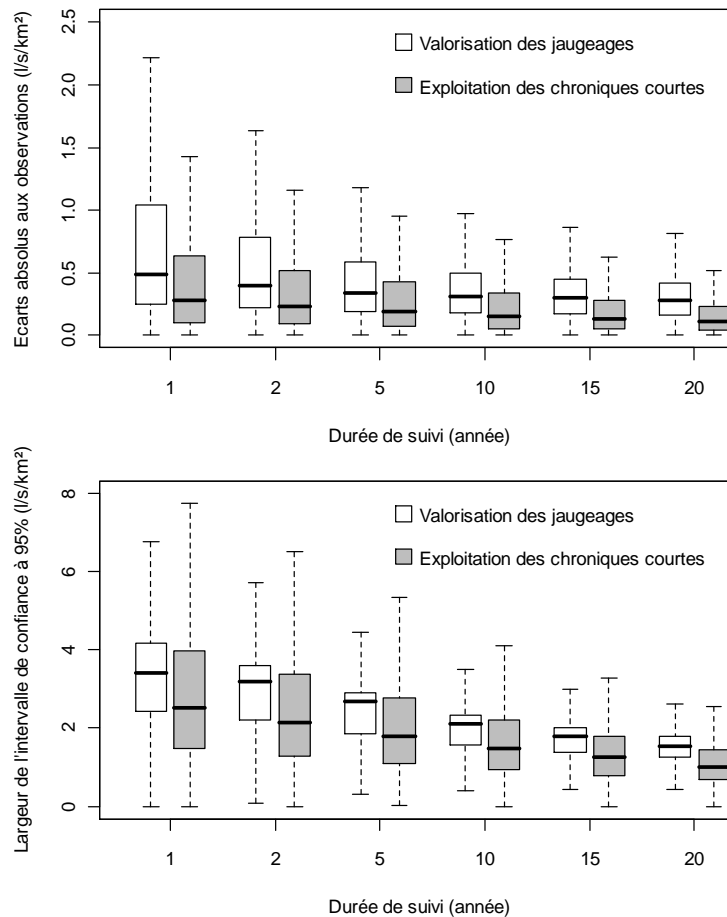 Ecarts absolus aux observations (l/s/km²)
2.5
2.0
1.5
1.0
0.5
0.0
Valorisation des jaugeages
Exploitation des chroniques courtes
1 2 5 10 15 20
Durée de suivi (année)
Largeur de l'intervalle de confiance à 95% (l/s/km²)
8
6
4
2
0
Valorisation des jaugeages
Exploitation des chroniques courtes
1 2 5 10 15 20
Durée de suivi (année)